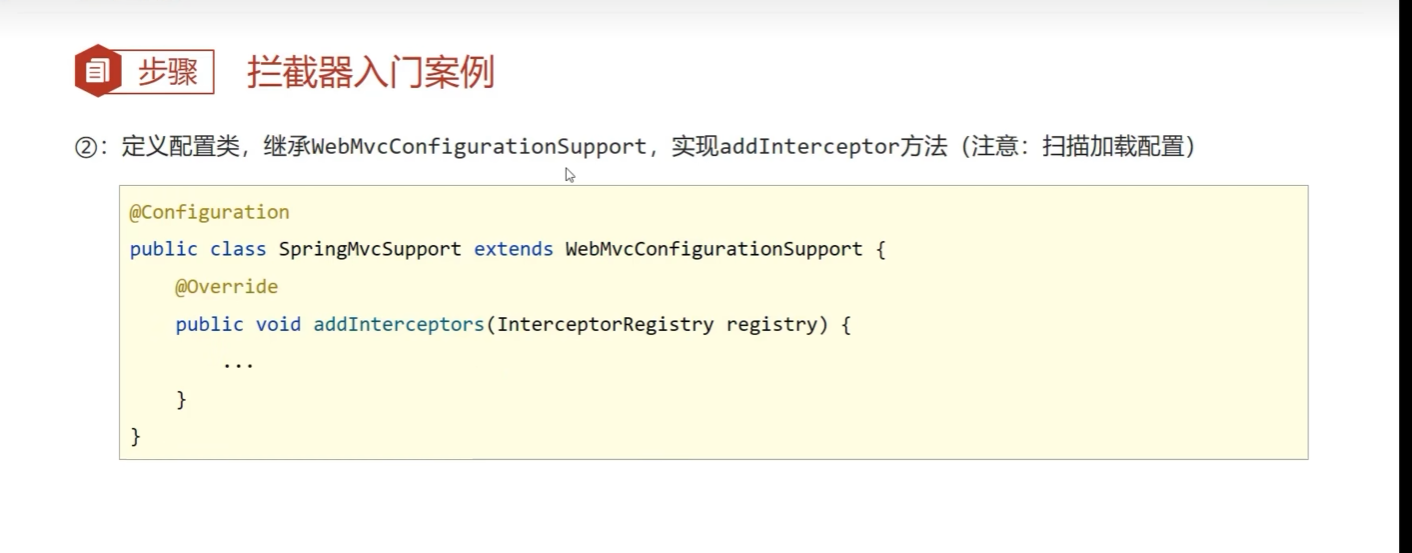 步骤 拦截器入门案例
②：定义配置类，继承WebMvcConfigurationSupport，实现addInterceptor方法（注意：扫描加载配置）
@Configuration
public class SpringMvcSupport extends WebMvcConfigurationSupport {
    @Override
    public void addInterceptors(InterceptorRegistry registry) {
        ...
    }
}